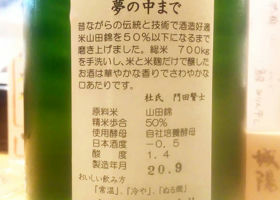 夢の中まで
昔ながらの伝統と技術で酒造好適
米山田錦を50%以下になるまで
磨き上げました。総米 700kg
を手洗いし、米と米麹だけで醸した
お酒は華やかな香りでさわやかな
口あたりです。
杜氏 門田賢士
原料米 山田錦
精米歩合 50%
使用酵母 自社培養酵母
日本酒度 -0.5
酸度 1.4
製造年月 20.9
おいしい飲み方
「常温」、「冷や」、「ぬる燗」